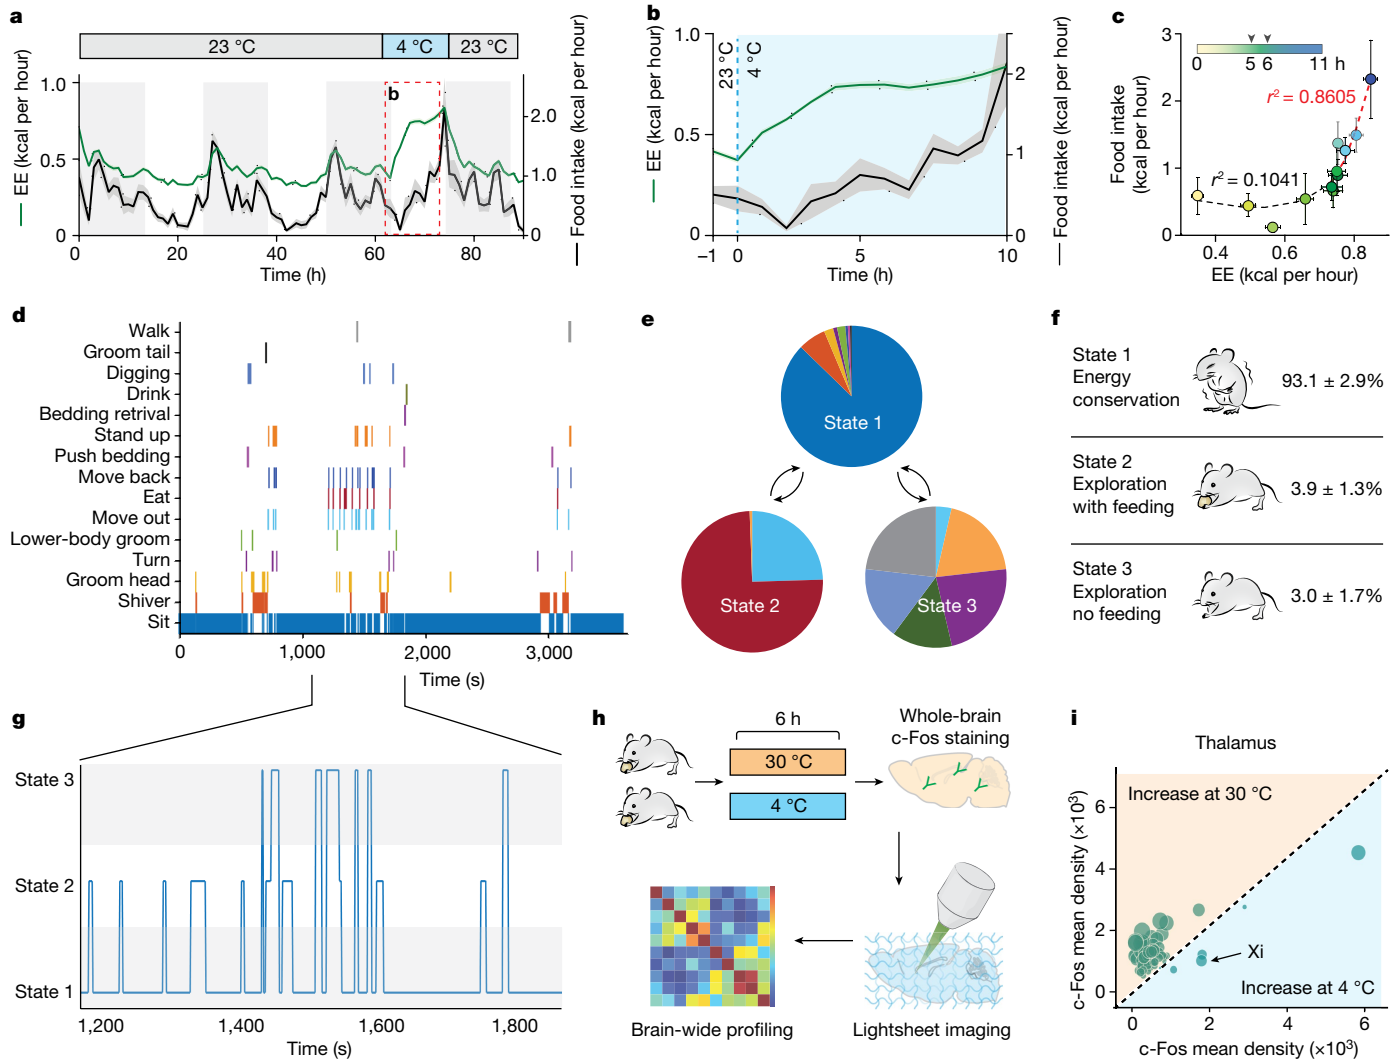 a
23 °C
4 °C
23 °C
EE (kcal per hour)
1.0
0.5
0
b
2.0
1.0
0
Food intake (kcal per hour)
0
20
40
60
80
Time (h)
b
EE (kcal per hour)
1.0
0.5
0
23 °C
4 °C
2
1
0
Food intake (kcal per hour)
−1
0
5
10
Time (h)
c
Food intake
(kcal per hour)
3
2
1
0
0
5
6
11 h
r² = 0.8605
r² = 0.1041
0.4
0.6
0.8
EE (kcal per hour)
d
Walk
Groom tail
Digging
Drink
Bedding retrival
Stand up
Push bedding
Move back
Eat
Move out
Lower-body groom
Turn
Groom head
Shiver
Sit
0
1,000
2,000
3,000
Time (s)
e
State 1
State 2
State 3
f
State 1
Energy
conservation
93.1 ± 2.9%
State 2
Exploration
with feeding
3.9 ± 1.3%
State 3
Exploration
no feeding
3.0 ± 1.7%
g
State 3
State 2
State 1
1,200
1,400
1,600
1,800
Time (s)
h
6 h
30 °C
4 °C
Whole-brain
c-Fos staining
Brain-wide profiling
Lightsheet imaging
i
Thalamus
c-Fos mean density (×10³)
6
4
2
0
Increase at 30 °C
Xi
Increase at 4 °C
0
2
4
6
c-Fos mean density (×10³)